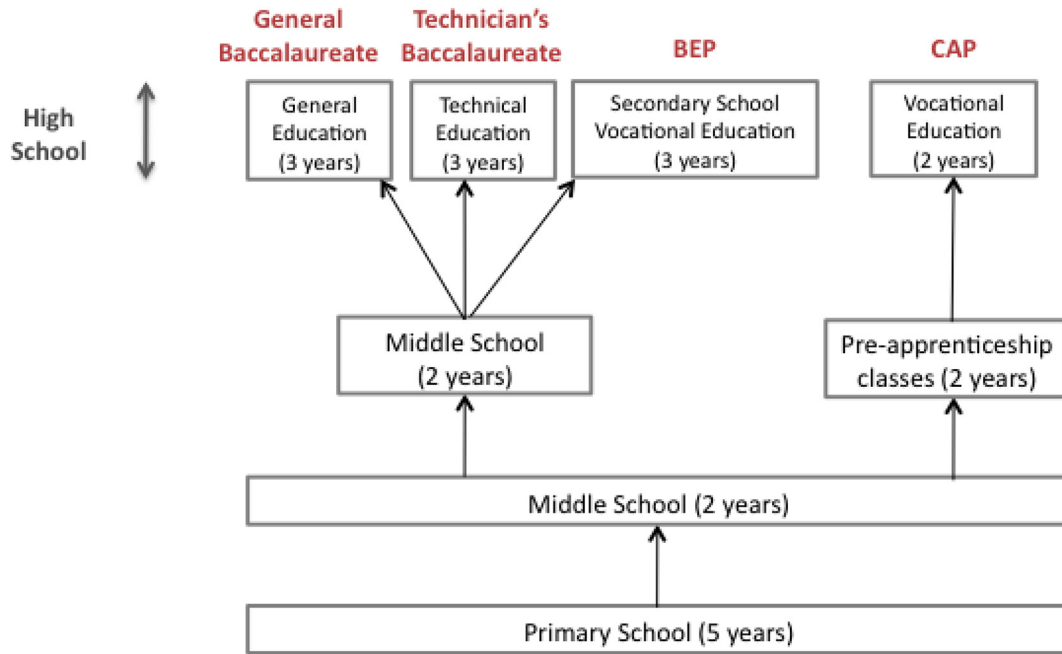 General
Baccalaureate
Technician's
Baccalaureate
BEP
CAP
High
School
General
Education
(3 years)
Technical
Education
(3 years)
Secondary School
Vocational Education
(3 years)
Vocational
Education
(2 years)
Middle School
(2 years)
Pre-apprenticeship
classes (2 years)
Middle School (2 years)
Primary School (5 years)